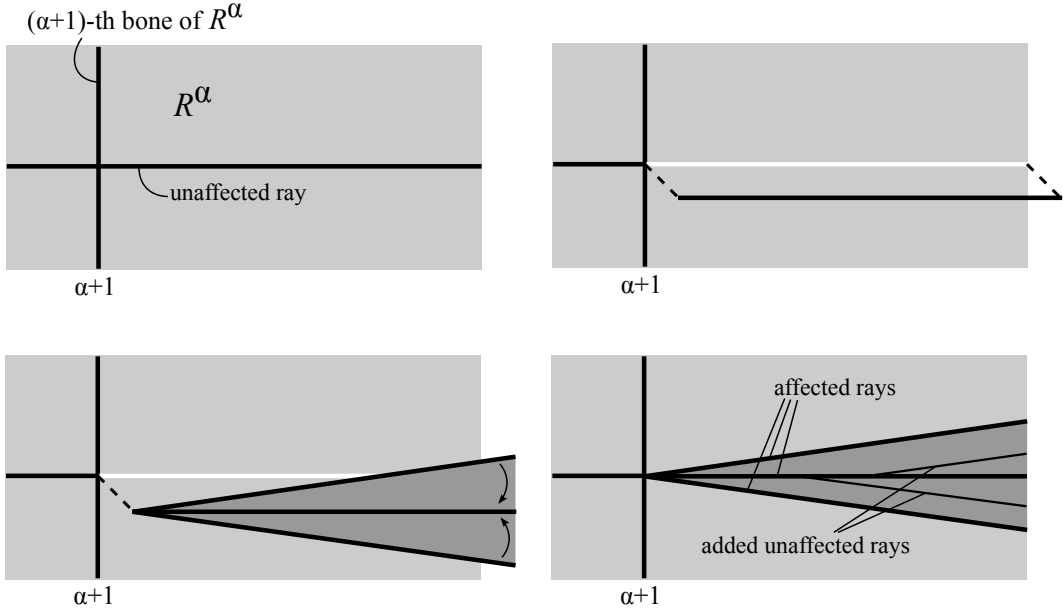 (α+1)-th bone of R^α
R^α
unaffected ray
α+1
α+1
affected rays
added unaffected rays
α+1
α+1